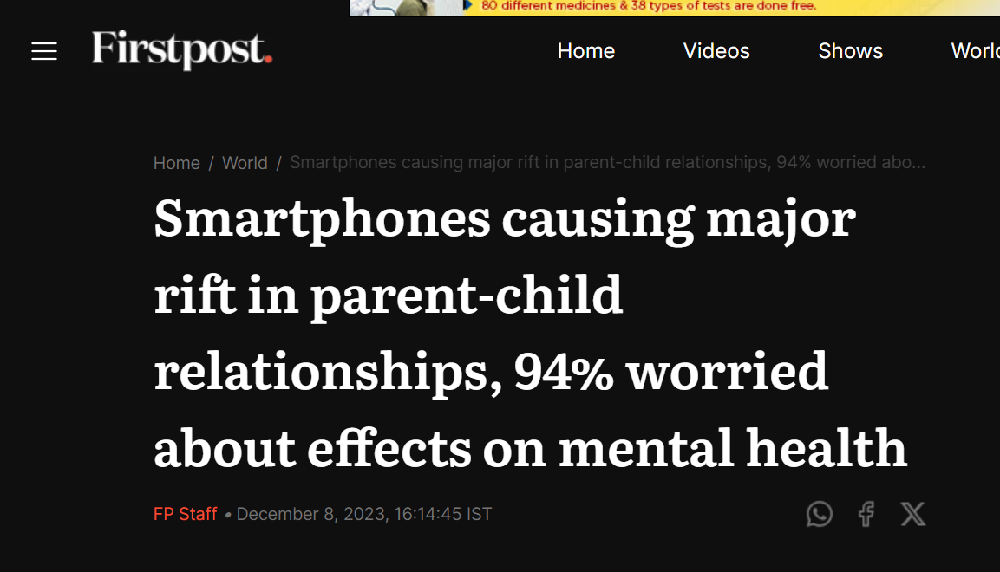 80 different medicines & 38 types of tests are done free.
Firstpost.
Home Videos Shows Worl
Home / World / Smartphones causing major rift in parent-child relationships, 94% worried abo...
Smartphones causing major
rift in parent-child
relationships, 94% worried
about effects on mental health
FP Staff • December 8, 2023, 16:14:45 IST